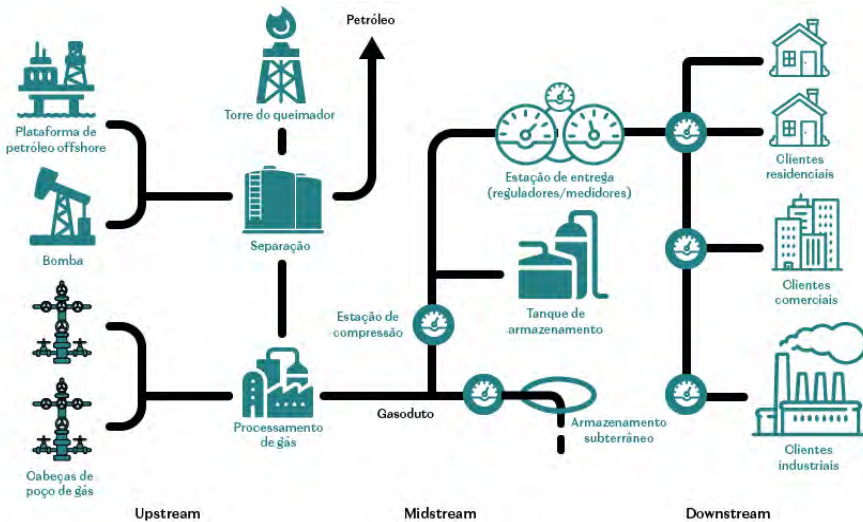 Petróleo
Torre do queimador
Plataforma de
petróleo offshore
Estação de entrega
(reguladores/medidores)
Clientes
residenciais
Bomba
Separação
Clientes
comerciais
Estação de
compressão
Tanque de
armazenamento
Gasoduto
Processamento
de gás
Armazenamento
subterrâneo
Cabeças de
poço de gás
Clientes
industriais
Upstream
Midstream
Downstream